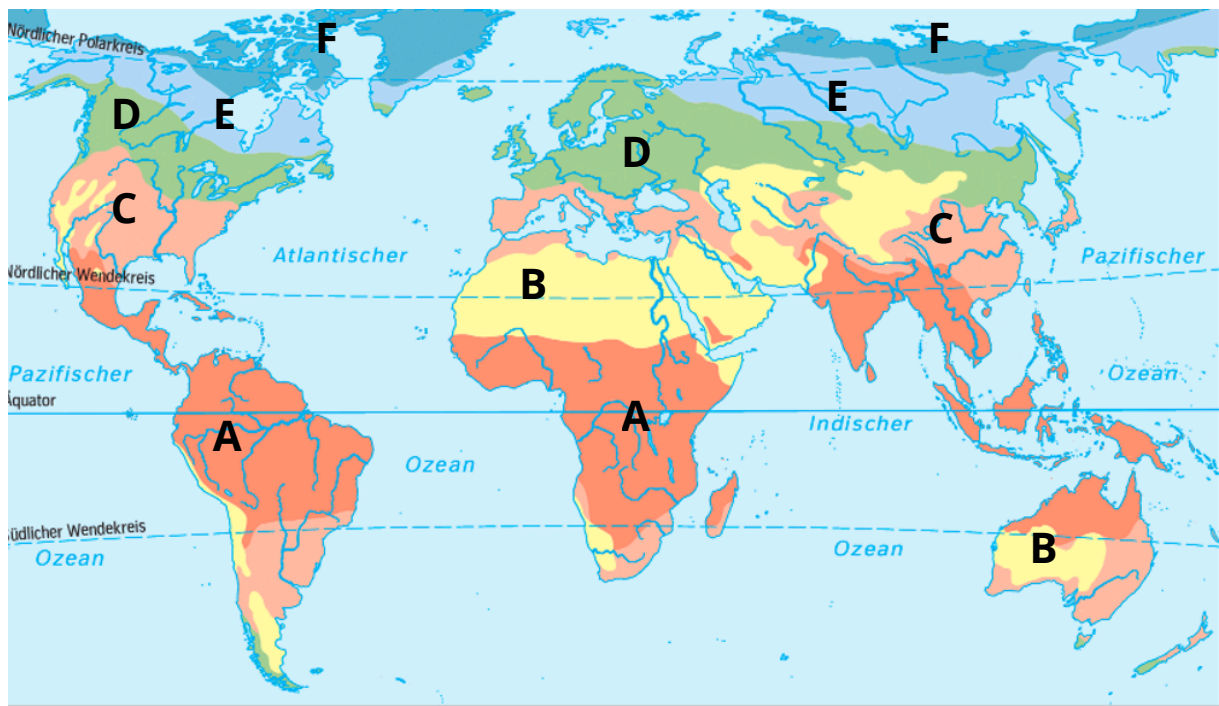 Nördlicher Polarkreis
F
F
E
E
D
D
C
C
Atlantischer
Pazifischer
Nördlicher Wendekreis
B
Pazifischer
Ozean
Äquator
A
A
Indischer
Ozean
Südlicher Wendekreis
Ozean
Ozean
B